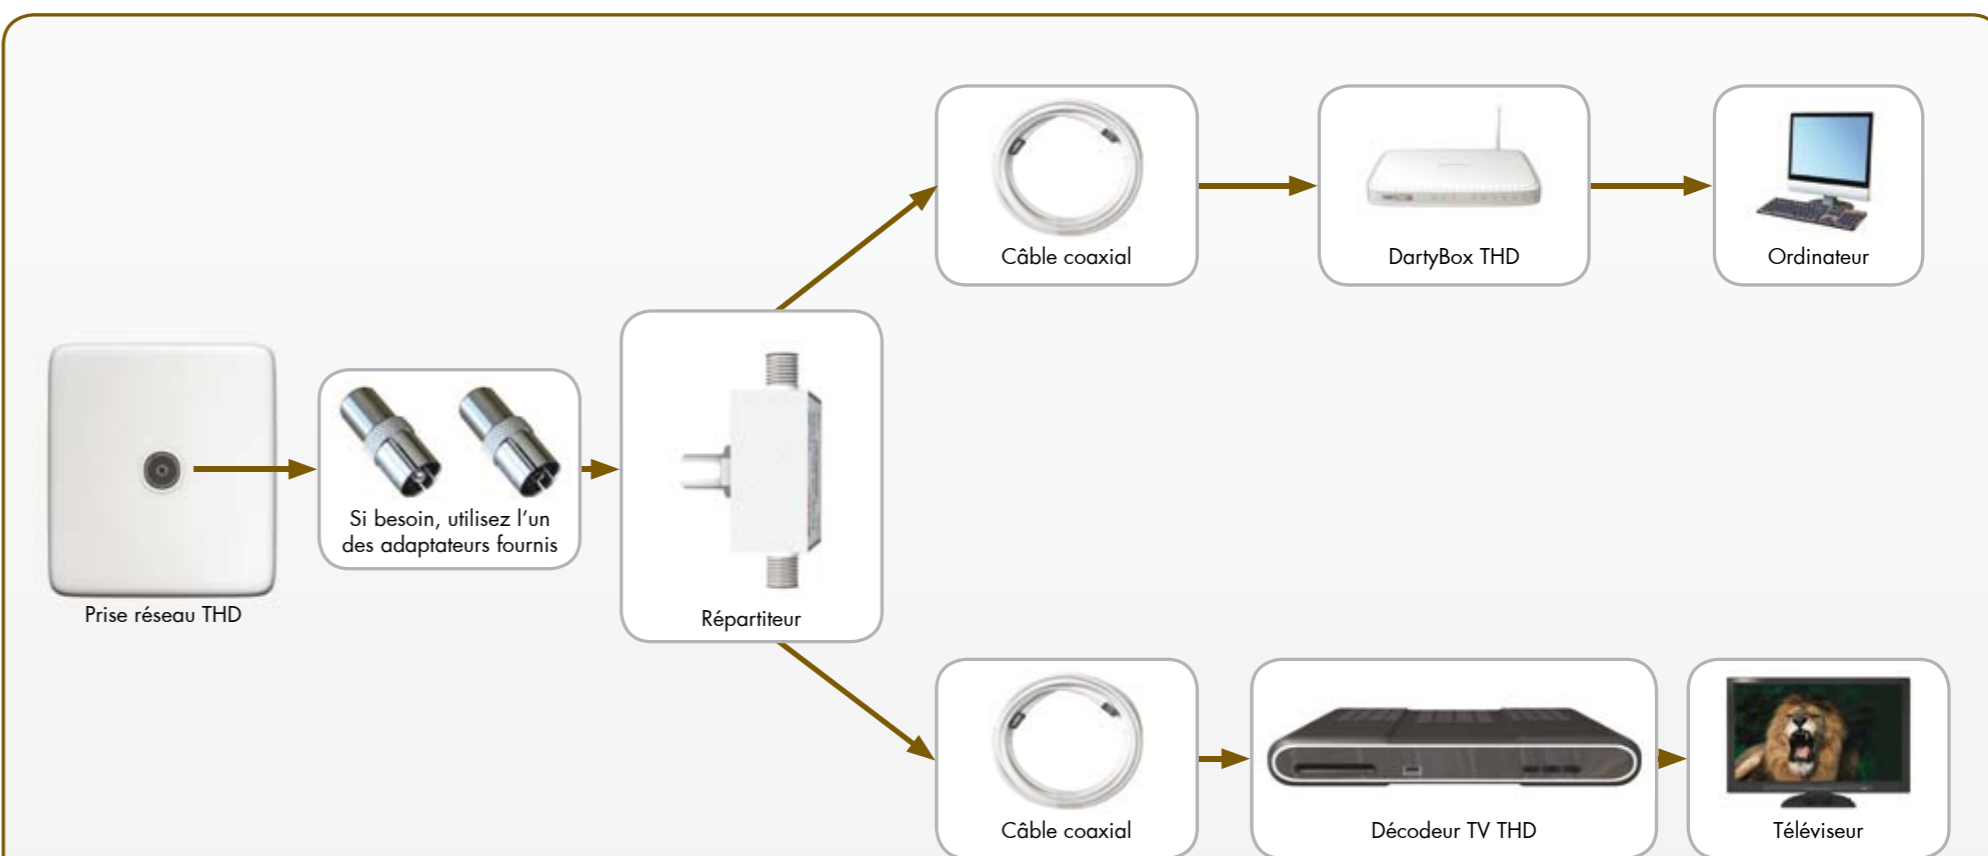 Câble coaxial
DartyBox THD
Ordinateur
Si besoin, utilisez l’un
des adaptateurs fournis
Prise réseau THD
Répartiteur
Câble coaxial
Décodeur TV THD
Téléviseur